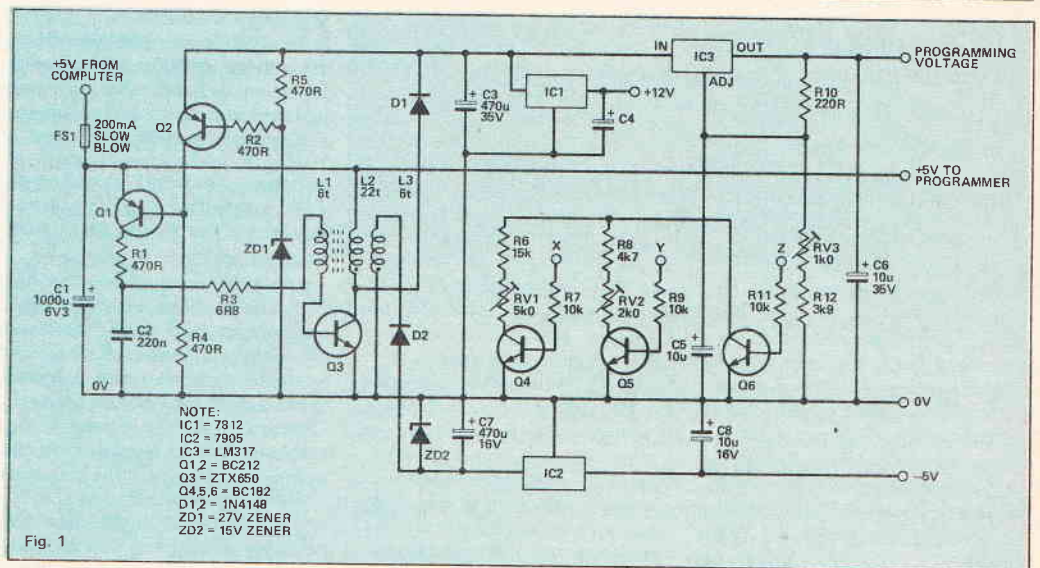 +5V FROM
COMPUTER
FS1
200mA
SLOW
BLOW
Q2
R5
470R
R2
470R
D1
C3
470u
35V
IC1
+12V
C4
IN
IC3
OUT
ADJ
R10
220R
PROGRAMMING
VOLTAGE
+5V TO
PROGRAMMER
Q1
R1
470R
C1
1000u
6V3
C2
220n
R3
6R8
R4
470R
ZD1
L1
6t
L2
22t
L3
6t
Q3
D2
ZD2
R6
15k
RV1
5k0
X
R7
10k
Q4
R8
4k7
RV2
2k0
Y
R9
10k
Q5
C5
10u
Z
R11
10k
Q6
RV3
1k0
R12
3k9
C6
10u
35V
0V
0V
C7
470u
16V
IC2
C8
10u
16V
–5V
NOTE:
IC1 = 7812
IC2 = 7905
IC3 = LM317
Q1,2 = BC212
Q3 = ZTX650
Q4,5,6 = BC182
D1,2 = 1N4148
ZD1 = 27V ZENER
ZD2 = 15V ZENER
Fig. 1